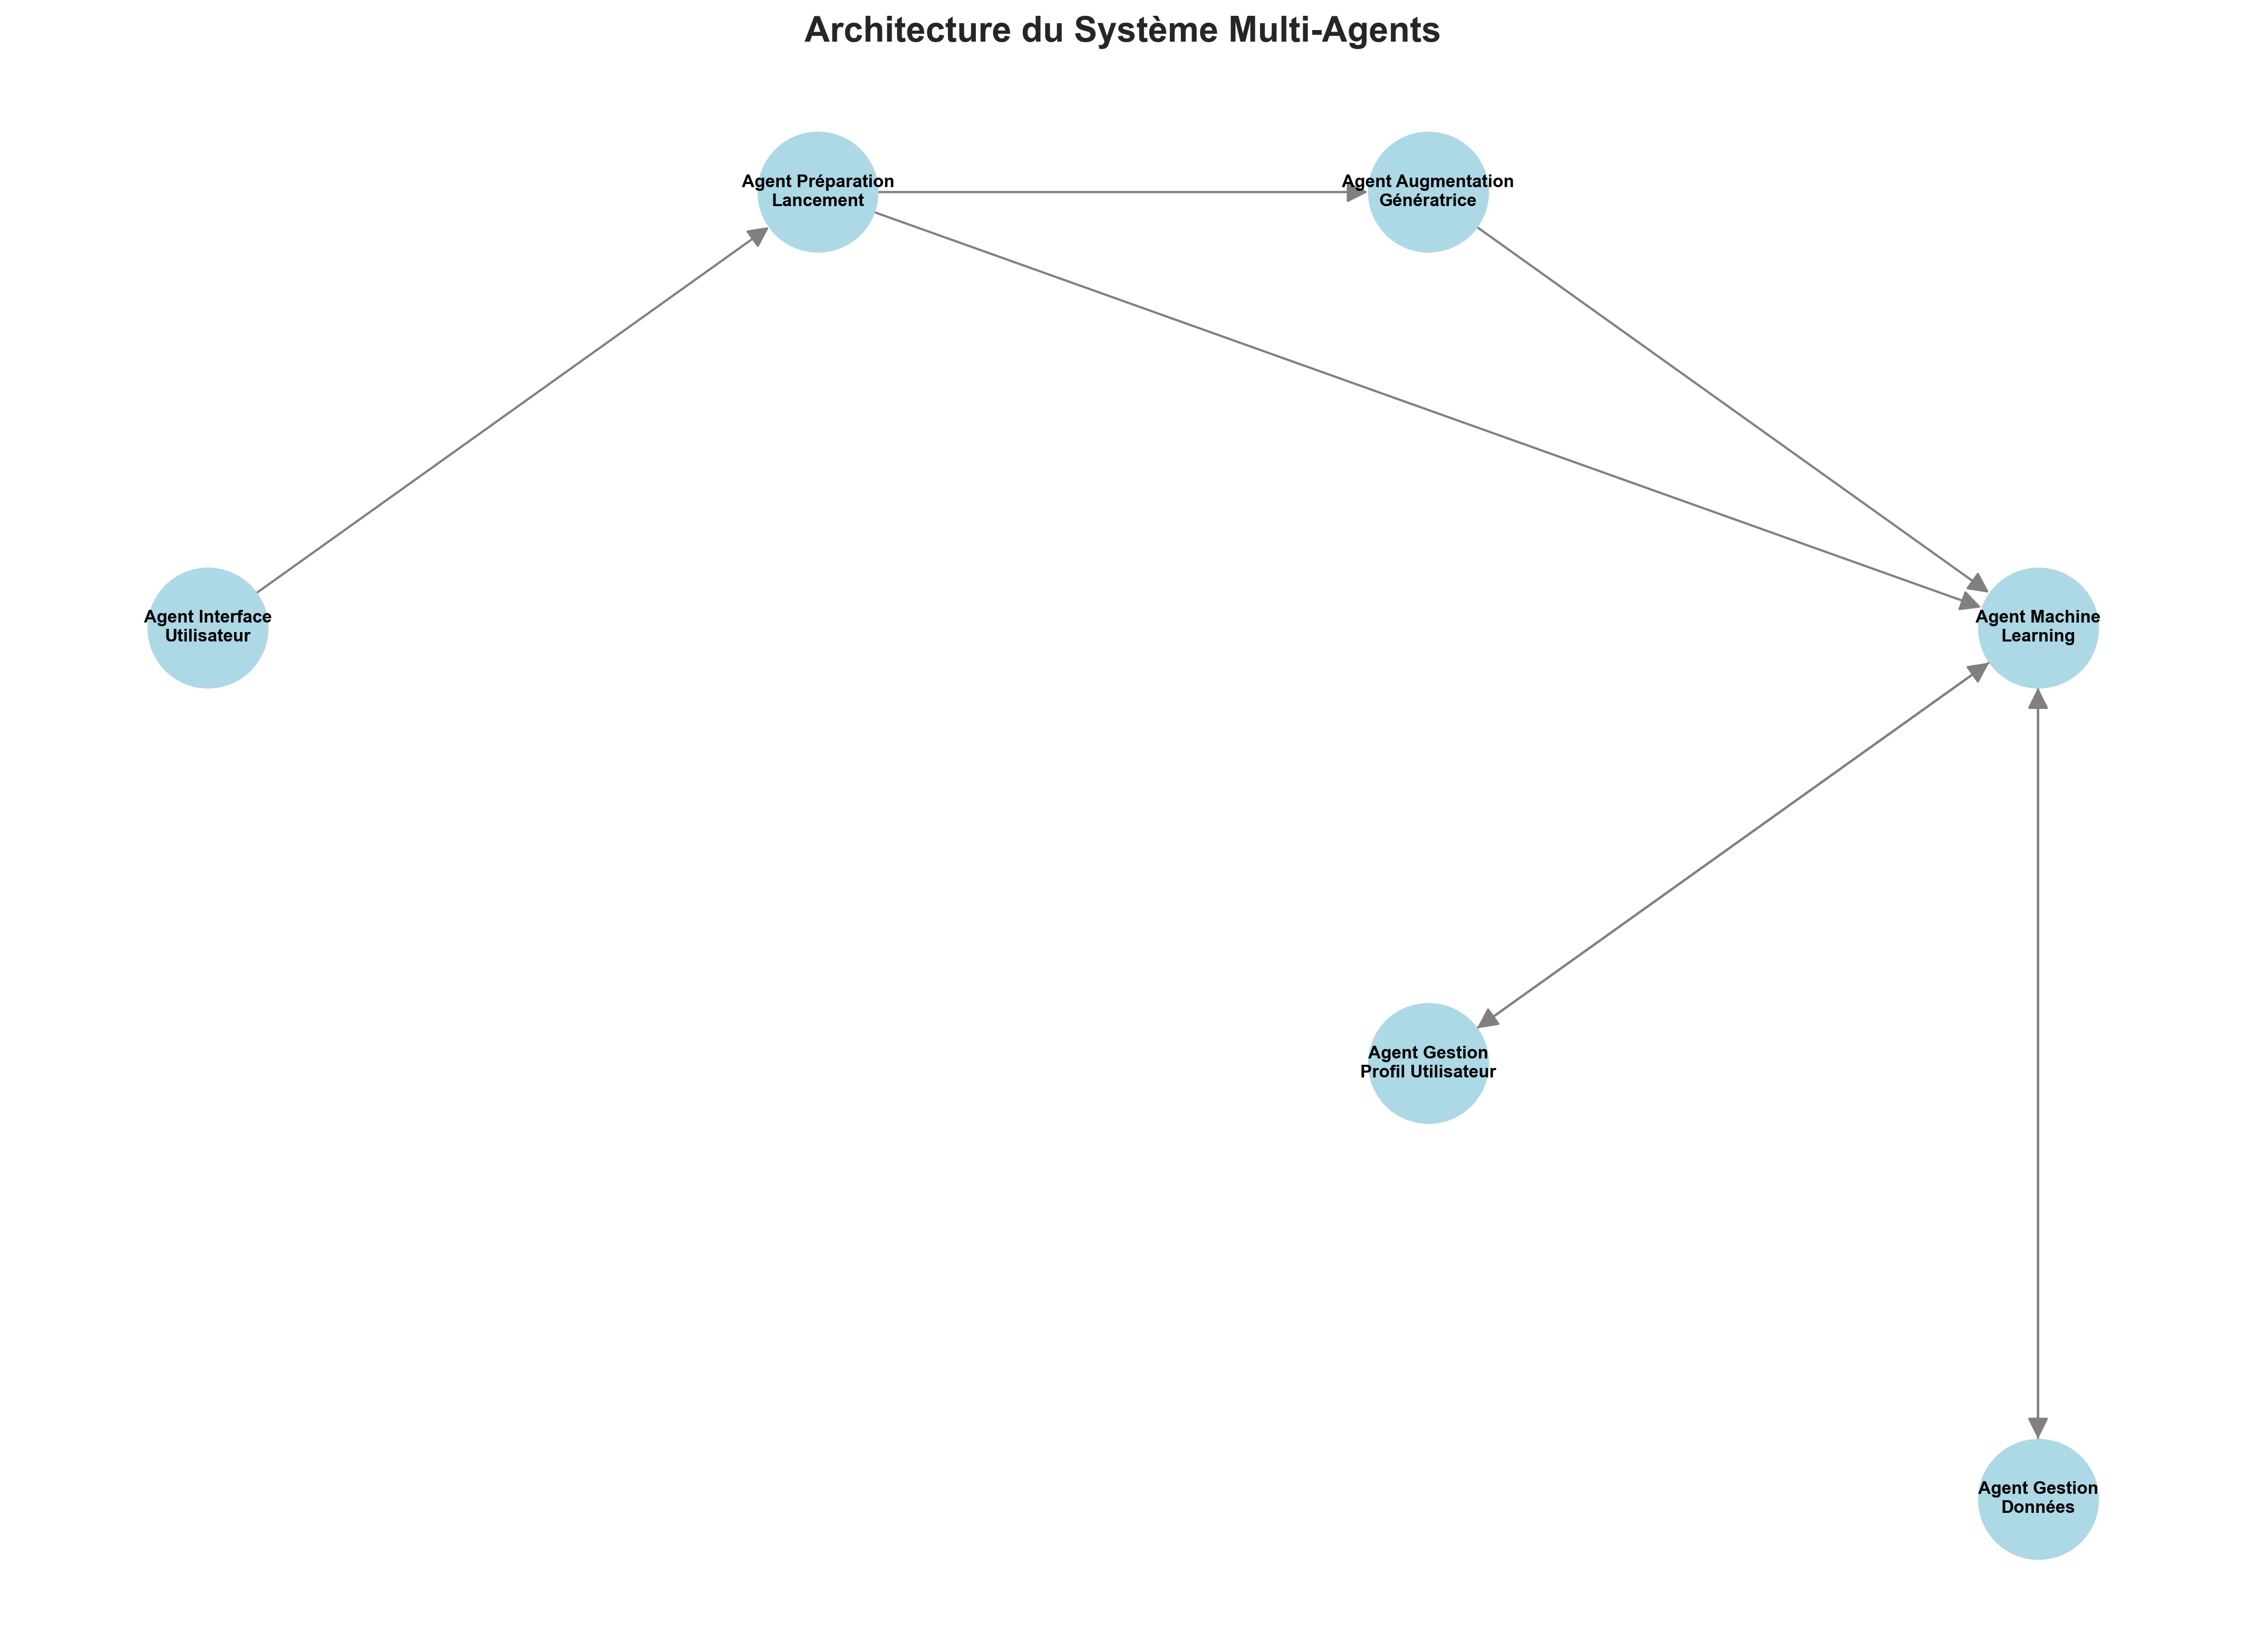 Architecture du Système Multi-Agents
Agent Préparation
Lancement
Agent Augmentation
Génératrice
Agent Interface
Utilisateur
Agent Machine
Learning
Agent Gestion
Profil Utilisateur
Agent Gestion
Données